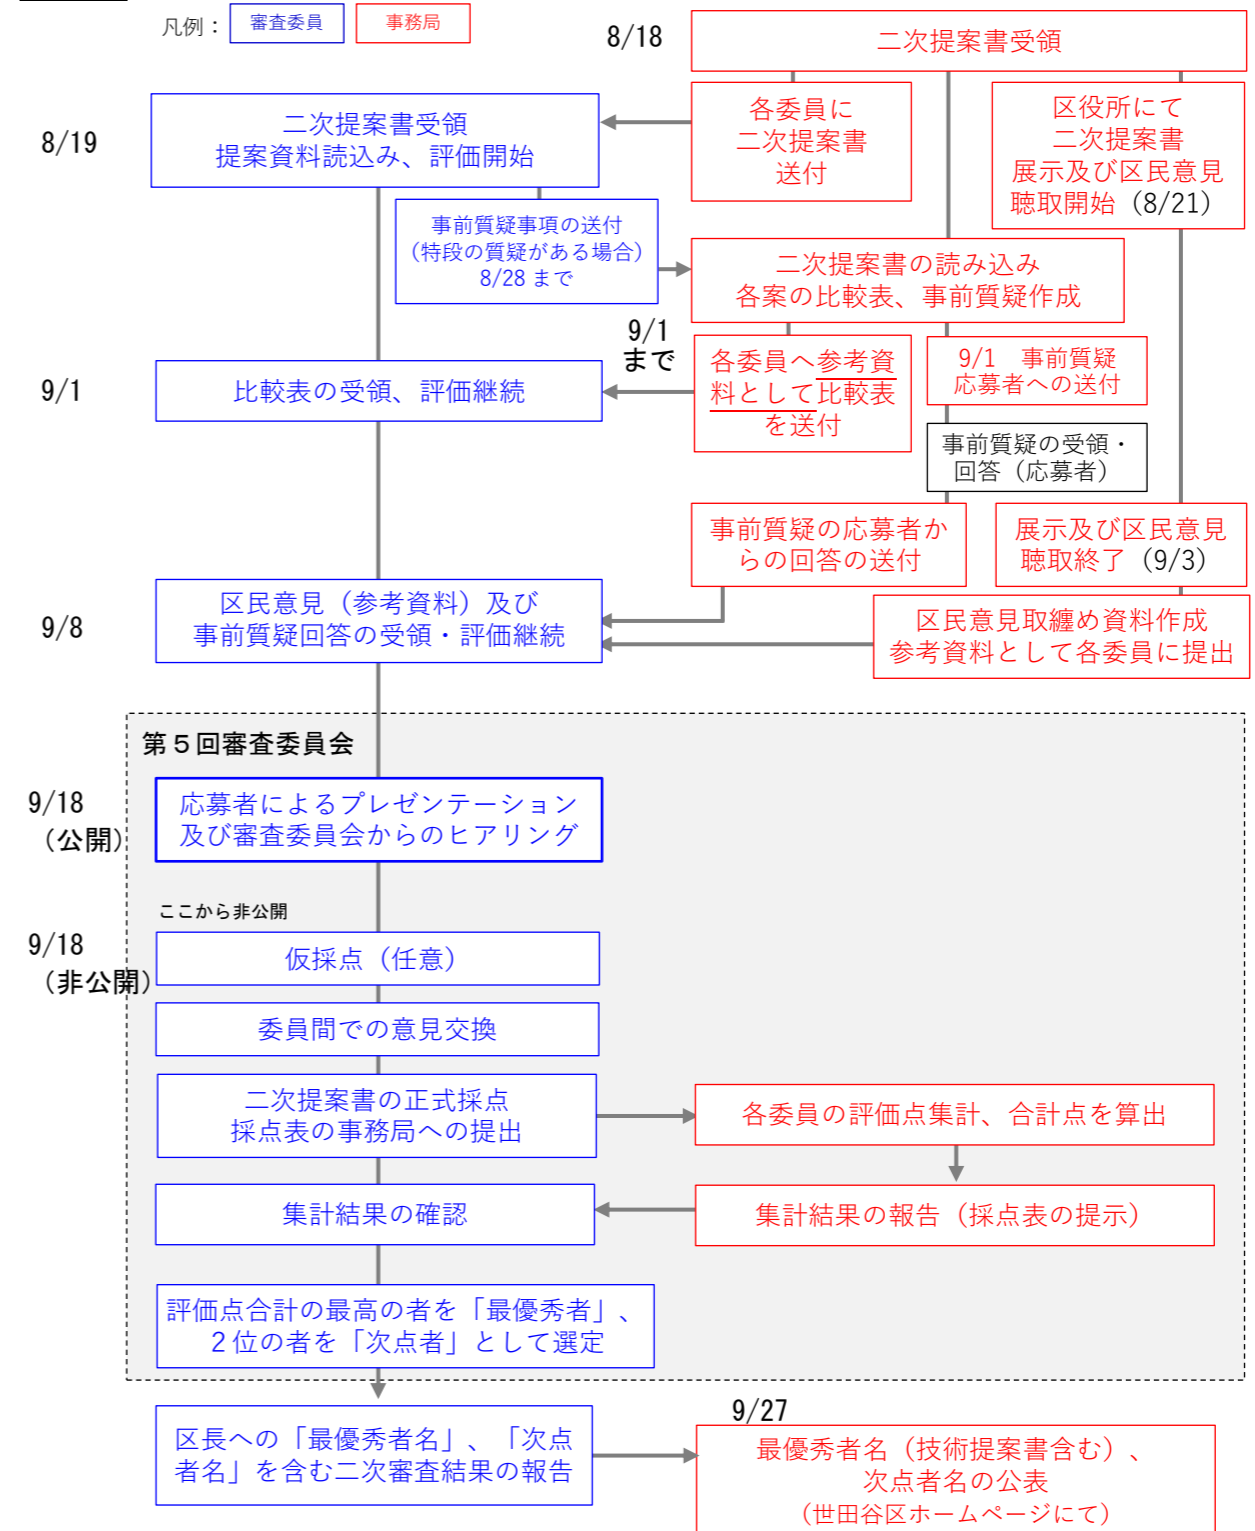 凡例：
審査委員
事務局
8/18
二次提案書受領
8/19
二次提案書受領
提案資料読込み、評価開始
各委員に
二次提案書
送付
区役所にて
二次提案書
展示及び区民意見
聴取開始（8/21）
事前質疑事項の送付
（特段の質疑がある場合）
8/28 まで
二次提案書の読み込み
各案の比較表、事前質疑作成
9/1
比較表の受領、評価継続
9/1
まで
各委員へ参考資
料として比較表
を送付
9/1　事前質疑
応募者への送付
事前質疑の受領・
回答（応募者）
事前質疑の応募者か
らの回答の送付
展示及び区民意見
聴取終了（9/3）
9/8
区民意見（参考資料）及び
事前質疑回答の受領・評価継続
区民意見取纏め資料作成
参考資料として各委員に提出
第５回審査委員会
9/18
（公開）
応募者によるプレゼンテーション
及び審査委員会からのヒアリング
ここから非公開
9/18
（非公開）
仮採点（任意）
委員間での意見交換
二次提案書の正式採点
採点表の事務局への提出
各委員の評価点集計、合計点を算出
集計結果の確認
集計結果の報告（採点表の提示）
評価点合計の最高の者を「最優秀者」、
２位の者を「次点者」として選定
区長への「最優秀者名」、「次点
者名」を含む二次審査結果の報告
9/27
最優秀者名（技術提案書含む）、
次点者名の公表
（世田谷区ホームページにて）